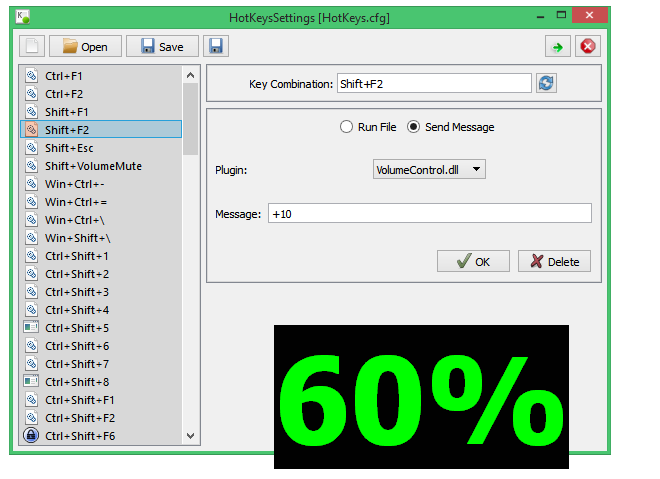 HotKeysSettings [HotKeys.cfg]
Open
Save
Ctrl+F1
Ctrl+F2
Shift+F1
Shift+F2
Shift+Esc
Shift+VolumeMute
Win+Ctrl+-
Win+Ctrl+=
Win+Ctrl+\
Win+Shift+\
Ctrl+Shift+1
Ctrl+Shift+2
Ctrl+Shift+3
Ctrl+Shift+4
Ctrl+Shift+5
Ctrl+Shift+6
Ctrl+Shift+7
Ctrl+Shift+8
Ctrl+Shift+F1
Ctrl+Shift+F2
Ctrl+Shift+F6
Key Combination: Shift+F2
Run File Send Message
Plugin: VolumeControl.dll
Message: +10
OK Delete
60%